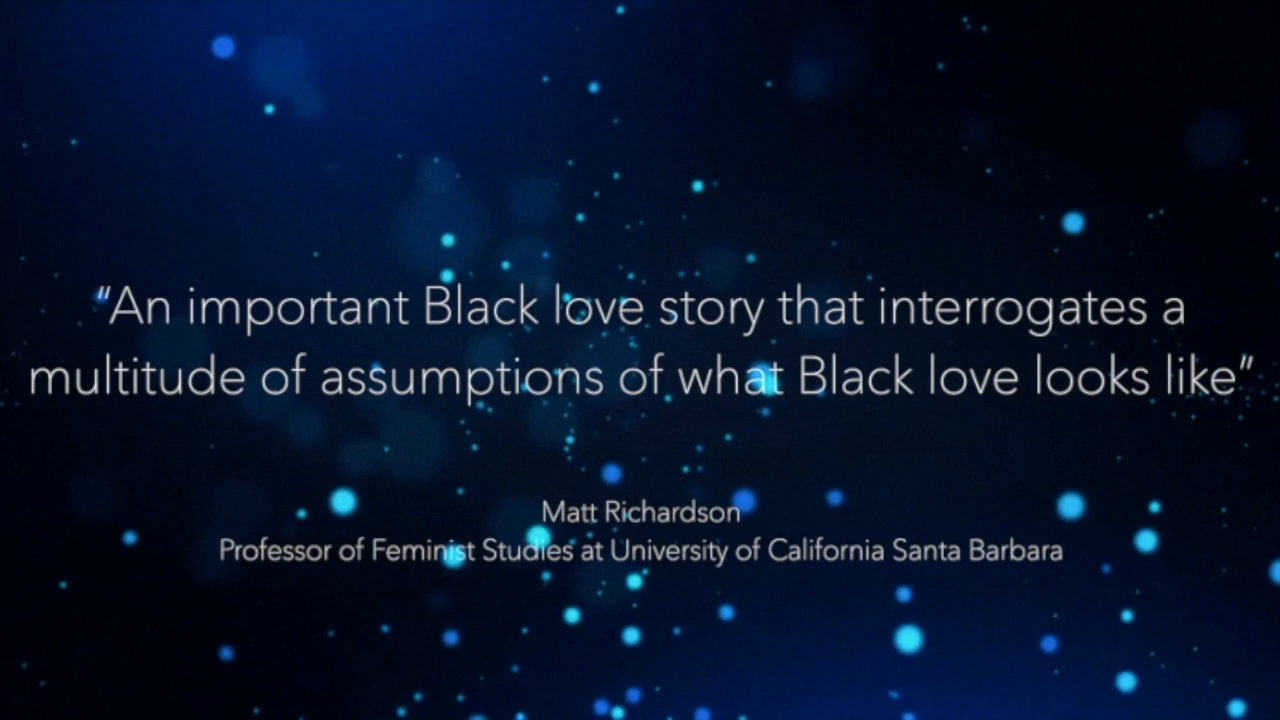 “An important Black love story that interrogates a
multitude of assumptions of what Black love looks like”
Matt Richardson
Professor of Feminist Studies at University of California Santa Barbara